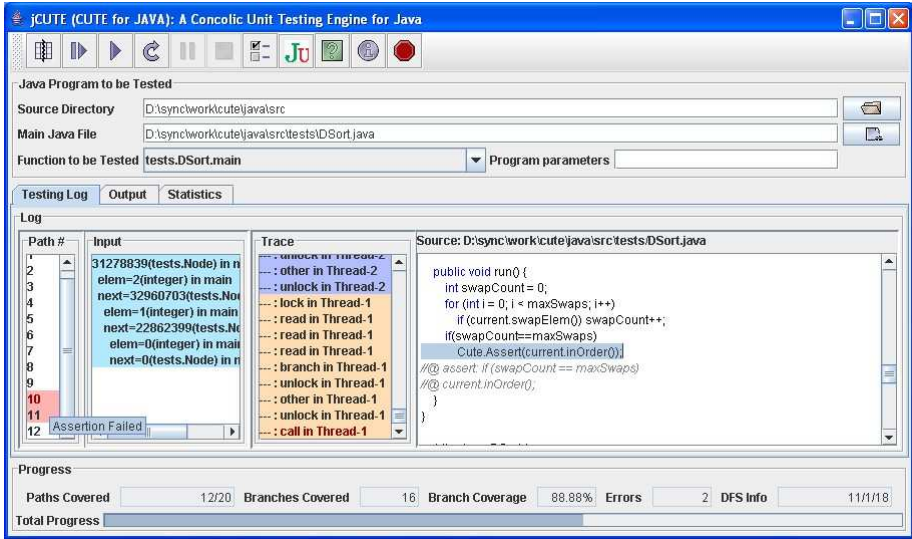 jCUTE (CUTE for JAVA): A Concolic Unit Testing Engine for Java
JU
Java Program to be Tested
Source Directory D:\sync\work\cute\java\src
Main Java File D:\sync\work\cute\java\src\tests\DSort.java
Function to be Tested tests.DSort.main Program parameters
Testing Log Output Statistics
Log
Path #
2
3
4
5
6
7
8
9
10
11
12
Assertion Failed
Input
31278839(tests.Node) in
elem=2(integer) in main
next=32960703(tests.
elem=1(integer) in main
next=22862399(tests.
elem=0(integer) in
next=0(tests.Node) in
Trace
--- : unlock in Thread-2
--- : other in Thread-2
--- : unlock in Thread-2
--- : lock in Thread-1
--- : read in Thread-1
--- : read in Thread-1
--- : read in Thread-1
--- : branch in Thread-1
--- : unlock in Thread-1
--- : other in Thread-1
--- : unlock in Thread-1
--- : call in Thread-1
Source: D:\sync\work\cute\java\src\tests\DSort.java
public void run() {
int swapCount = 0;
for (int i = 0; i < maxSwaps; i++)
if (current.swapElem()) swapCount++;
if(swapCount==maxSwaps)
Cute.Assert(current.inOrder());
//@ assert: if (swapCount == maxSwaps)
//@ current.inOrder();
}
}
Progress
Paths Covered 12/20 Branches Covered 16 Branch Coverage 88.88% Errors 2 DFS Info 11/1/18
Total Progress